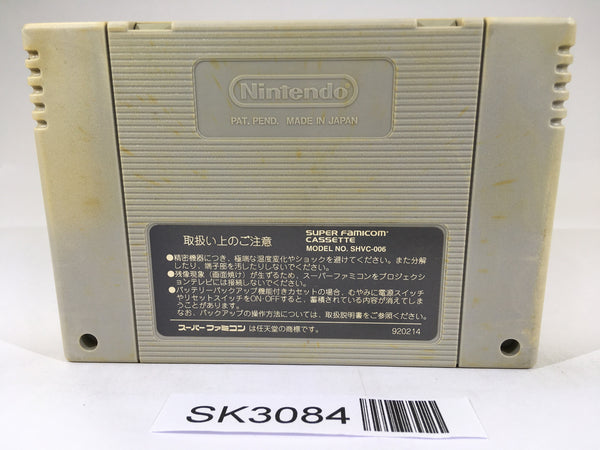 Nintendo
PAT. PEND. MADE IN JAPAN
取扱い上のご注意
SUPER FAMICOM
CASSETTE
MODEL NO. SHVC-006
●精密機器につき、極端な温度変化やショックを避けてください。また分解
したり、端子部を汚したりしないでください。
●残像現象（画面焼け）が生ずるため、スーパーファミコンをプロジェクシ
ョンテレビには接続しないでください。
●バッテリーバックアップ機能付きカセットの場合、むやみに電源スイッチ
やリセットスイッチをON・OFFすると、蓄積されている内容が消えてしま
うことがあります。
なお、バックアップの操作方法については、取扱説明書をご参照ください。
スーパーファミコンは任天堂の商標です。
920214
SK3084